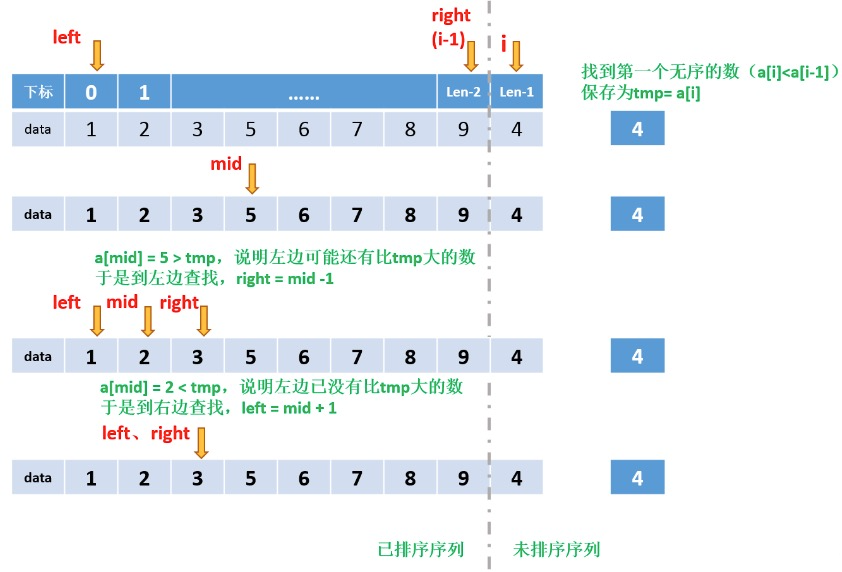 left
right
(i-1)
i
下标 0 1 …… Len-2 Len-1
data 1 2 3 5 6 7 8 9 4
找到第一个无序的数（a[i]<a[i-1]）
保存为tmp= a[i]
4
mid
data 1 2 3 5 6 7 8 9 4
4
a[mid] = 5 > tmp，说明左边可能还有比tmp大的数
于是到左边查找，right = mid -1
left mid right
data 1 2 3 5 6 7 8 9 4
4
a[mid] = 2 < tmp，说明左边已没有比tmp大的数
于是到右边查找，left = mid + 1
left、right
data 1 2 3 5 6 7 8 9 4
4
已排序序列 未排序序列